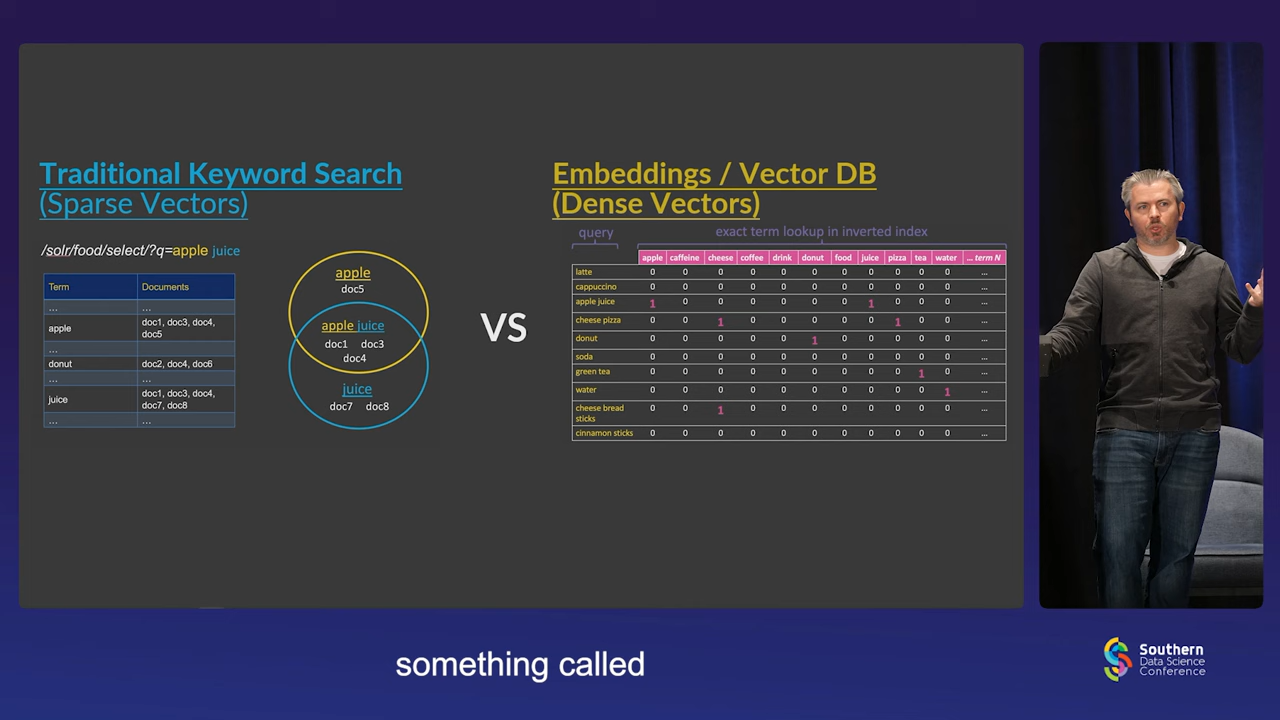 Traditional Keyword Search
(Sparse Vectors)
/solr/food/select/?q=apple juice
Term Documents
... ...
apple doc1, doc3, doc4,
doc5
...
donut doc2, doc4, doc6
... ...
juice doc1, doc3, doc4,
doc7, doc8
... ...
apple
doc5
apple juice
doc1 doc3
doc4
juice
doc7 doc8
VS
Embeddings / Vector DB
(Dense Vectors)
query exact term lookup in inverted index
apple caffeine cheese coffee drink donut food juice pizza tea water ... term N
latte 0 0 0 0 0 0 0 0 0 0 0 ...
cappuccino 0 0 0 0 0 0 0 0 0 0 0 ...
apple juice 1 0 0 0 0 0 0 1 0 0 0 ...
cheese pizza 0 0 1 0 0 0 0 0 1 0 0 ...
donut 0 0 0 0 0 1 0 0 0 0 0 ...
soda 0 0 0 0 0 0 0 0 0 0 0 ...
green tea 0 0 0 0 0 0 0 0 0 1 0 ...
water 0 0 0 0 0 0 0 0 0 0 1 ...
cheese bread
sticks 0 0 1 0 0 0 0 0 0 0 0 ...
cinnamon sticks 0 0 0 0 0 0 0 0 0 0 0 ...
something called
Southern
Data Science
Conference